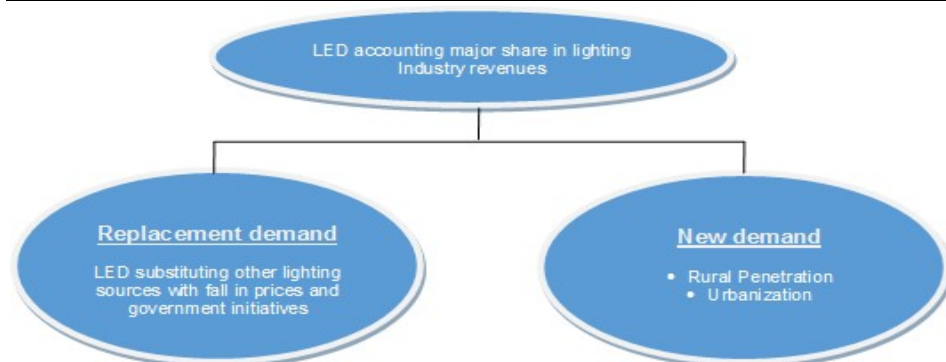 LED accounting major share in lighting
Industry revenues
Replacement demand
LED substituting other lighting
sources with fall in prices and
government initiatives
New demand
• Rural Penetration
• Urbanization